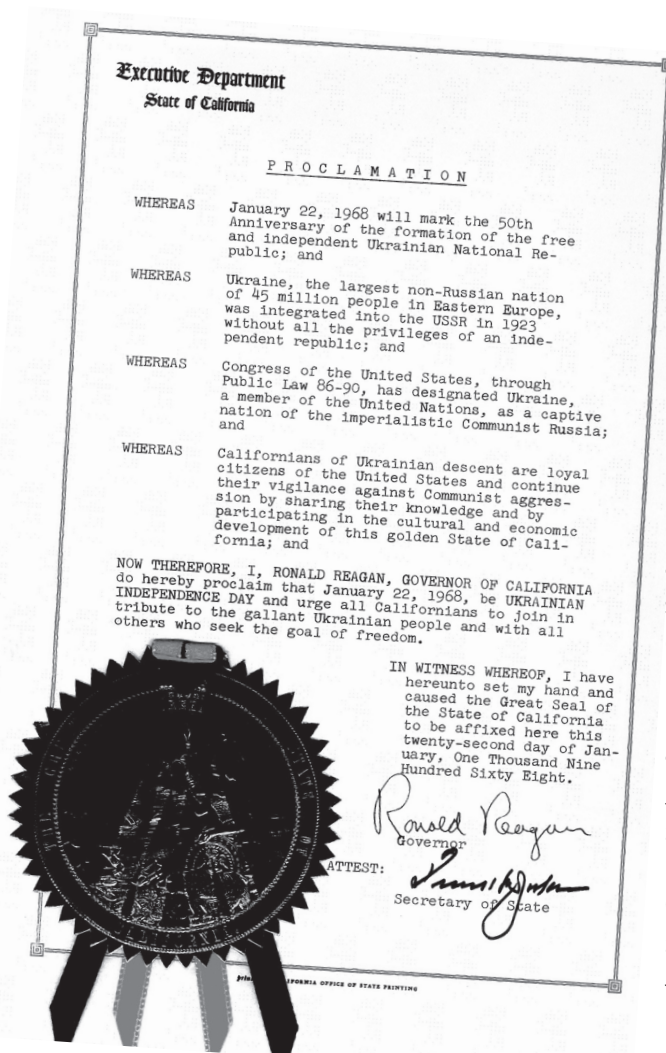 Executive Department
State of California
PROCLAMATION
WHEREAS January 22, 1968 will mark the 50th
Anniversary of the formation of the free
and independent Ukrainian National Re-
public; and
WHEREAS Ukraine, the largest non-Russian nation
of 45 million people in Eastern Europe,
was integrated into the USSR in 1923
without all the privileges of an inde-
pendent republic; and
WHEREAS Congress of the United States, through
Public Law 86-90, has designated Ukraine,
a member of the United Nations, as a captive
nation of the imperialistic Communist Russia;
and
WHEREAS Californians of Ukrainian descent are loyal
citizens of the United States and continue
their vigilance against Communist aggres-
sion by sharing their knowledge and by
participating in the cultural and economic
development of this golden State of Cali-
fornia; and
NOW THEREFORE, I, RONALD REAGAN, GOVERNOR OF CALIFORNIA
do hereby proclaim that January 22, 1968, be UKRAINIAN
INDEPENDENCE DAY and urge all Californians to join in
tribute to the gallant Ukrainian people and with all
others who seek the goal of freedom.
IN WITNESS WHEREOF, I have
hereunto set my hand and
caused the Great Seal of
the State of California
to be affixed here this
twenty-second day of Jan-
uary, One Thousand Nine
Hundred Sixty Eight.
Ronald Reagan
Governor
ATTEST:
Secretary of State
OFFICE OF STATE PRINTING